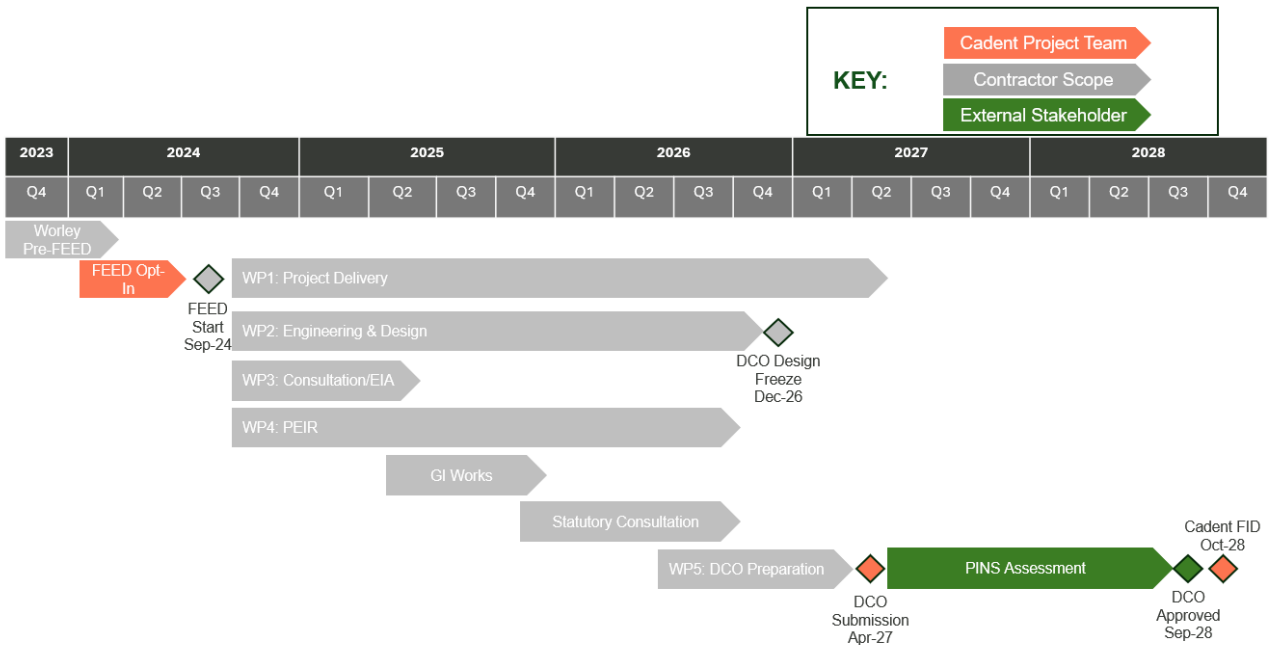 KEY:
Cadent Project Team
Contractor Scope
External Stakeholder
2023
2024
2025
2026
2027
2028
Q4
Q1
Q2
Q3
Q4
Q1
Q2
Q3
Q4
Q1
Q2
Q3
Q4
Q1
Q2
Q3
Q4
Q1
Q2
Q3
Q4
Worley
Pre-FEED
FEED Opt-
In
FEED
Start
Sep-24
WP1: Project Delivery
WP2: Engineering & Design
DCO Design
Freeze
Dec-26
WP3: Consultation/EIA
WP4: PEIR
GI Works
Statutory Consultation
WP5: DCO Preparation
DCO
Submission
Apr-27
PINS Assessment
DCO
Approved
Sep-28
Cadent FID
Oct-28